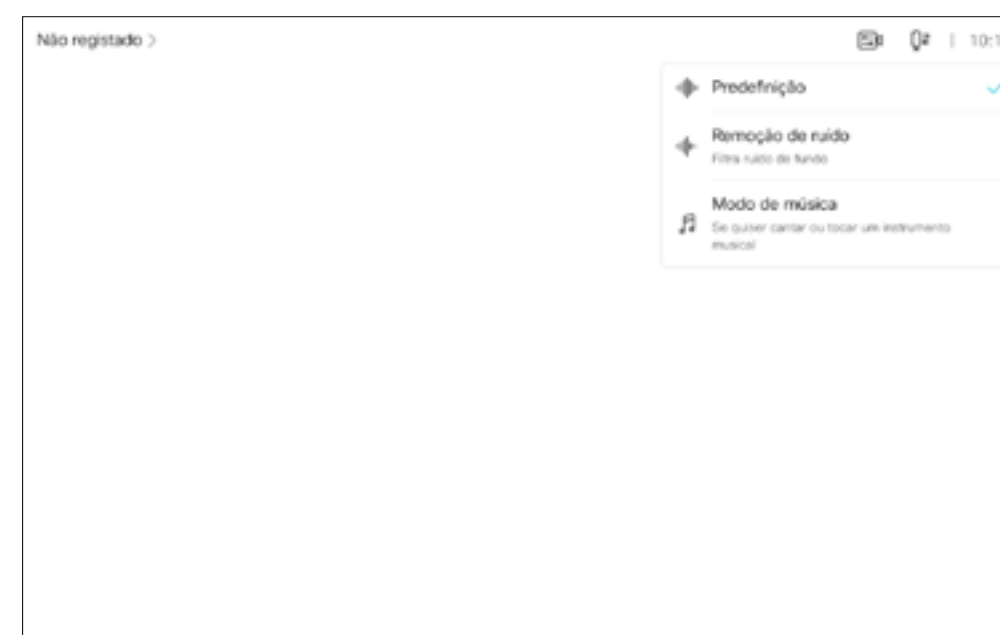 Não registado >
| 10:1
Predefinição
Remoção de ruído
Filtra ruído de fundo
Modo de música
Se quiser cantar ou tocar um instrumento
musical